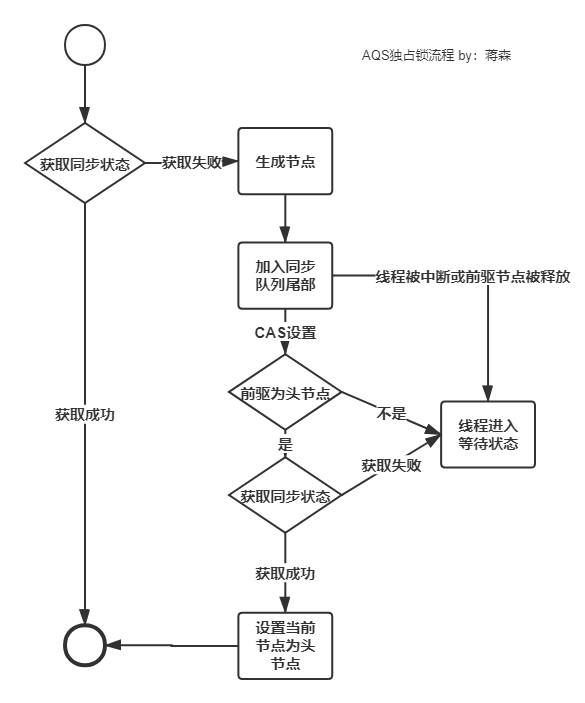 AQS独占锁流程 by：蒋森
获取同步状态
获取失败
生成节点
加入同步
队列尾部
线程被中断或前驱节点被释放
CAS设置
前驱为头节点
不是
线程进入
等待状态
是
获取失败
获取同步状态
获取成功
获取成功
设置当前
节点为头
节点